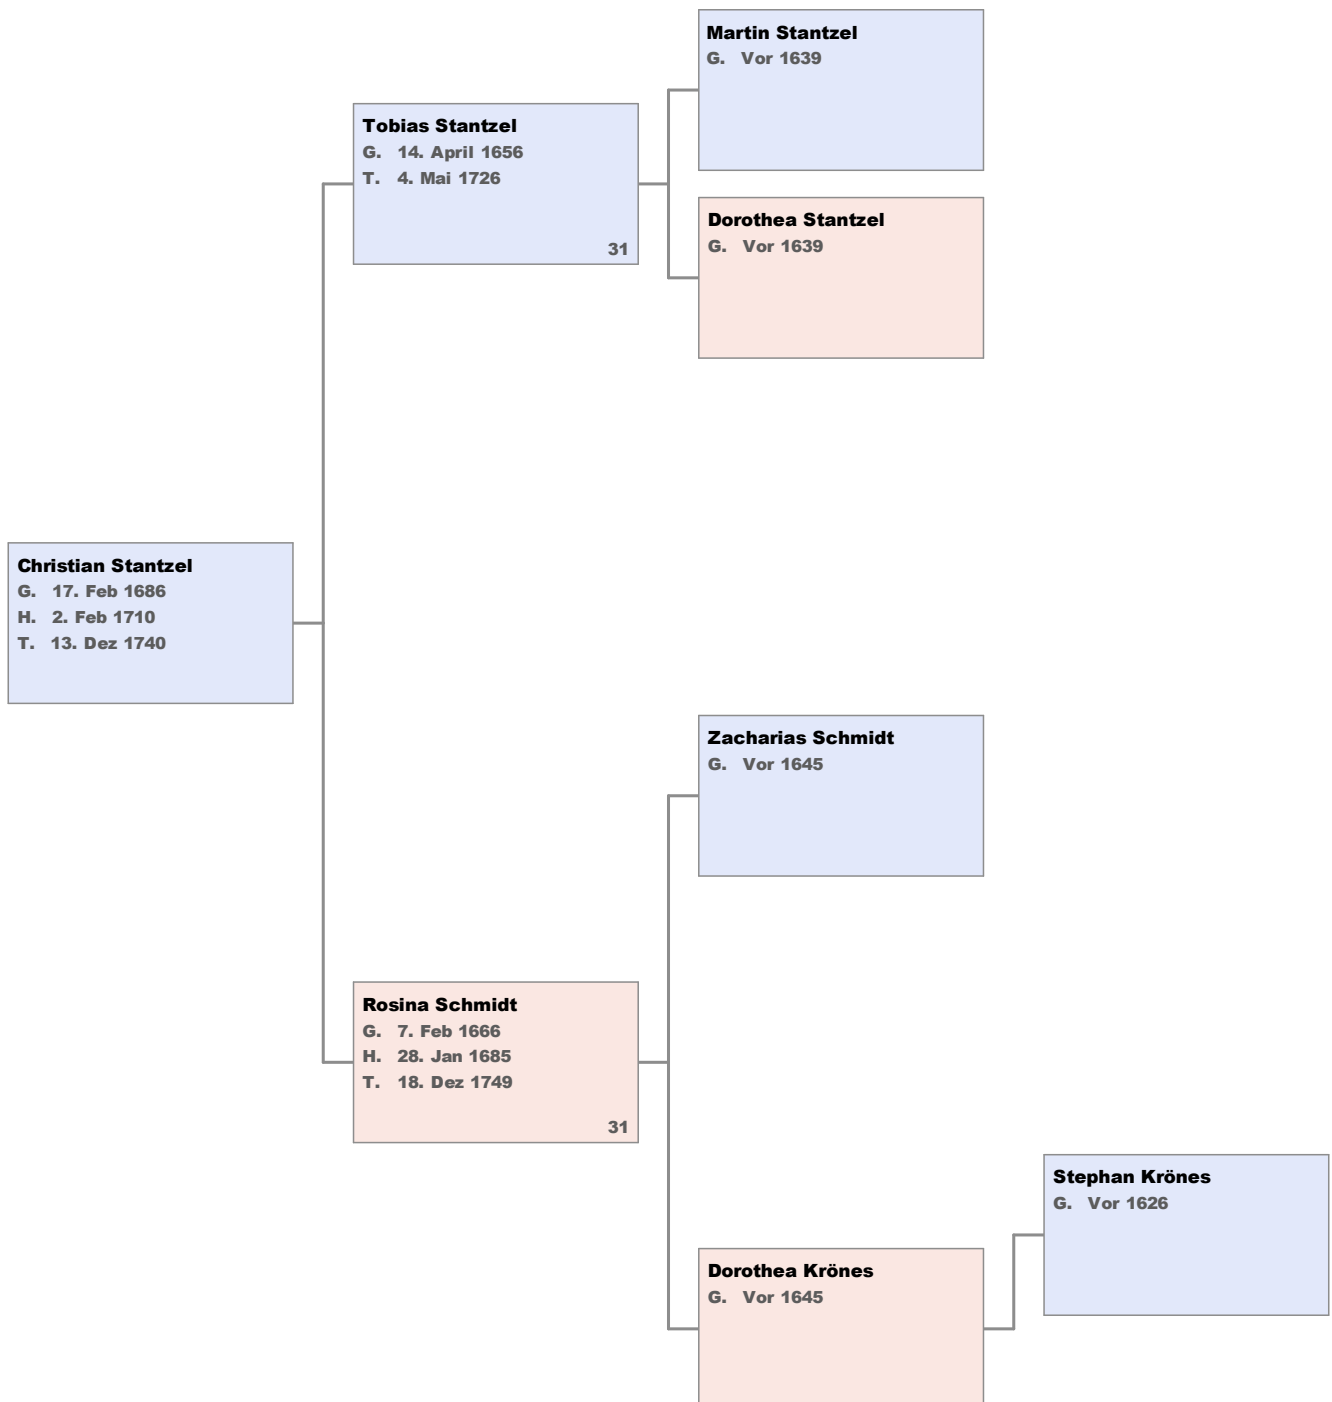 Martin Stantzel
G. Vor 1639
Tobias Stantzel
G. 14. April 1656
T. 4. Mai 1726
31
Dorothea Stantzel
G. Vor 1639
Christian Stantzel
G. 17. Feb 1686
H. 2. Feb 1710
T. 13. Dez 1740
Zacharias Schmidt
G. Vor 1645
Rosina Schmidt
G. 7. Feb 1666
H. 28. Jan 1685
T. 18. Dez 1749
31
Stephan Krönes
G. Vor 1626
Dorothea Krönes
G. Vor 1645